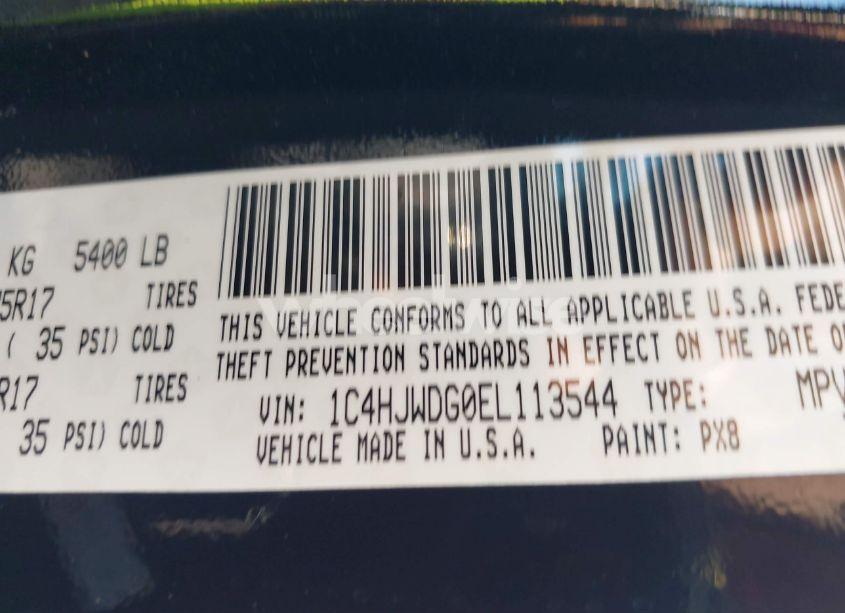 KG 5400 LB
5R17 TIRES
( 35 PSI) COLD
R17 TIRES
35 PSI) COLD
THIS VEHICLE CONFORMS TO ALL APPLICABLE U.S.A. FEDE
THEFT PREVENTION STANDARDS IN EFFECT ON THE DATE O
VIN: 1C4HJWDG0EL113544 TYPE: MPV
VEHICLE MADE IN U.S.A. PAINT: PX8